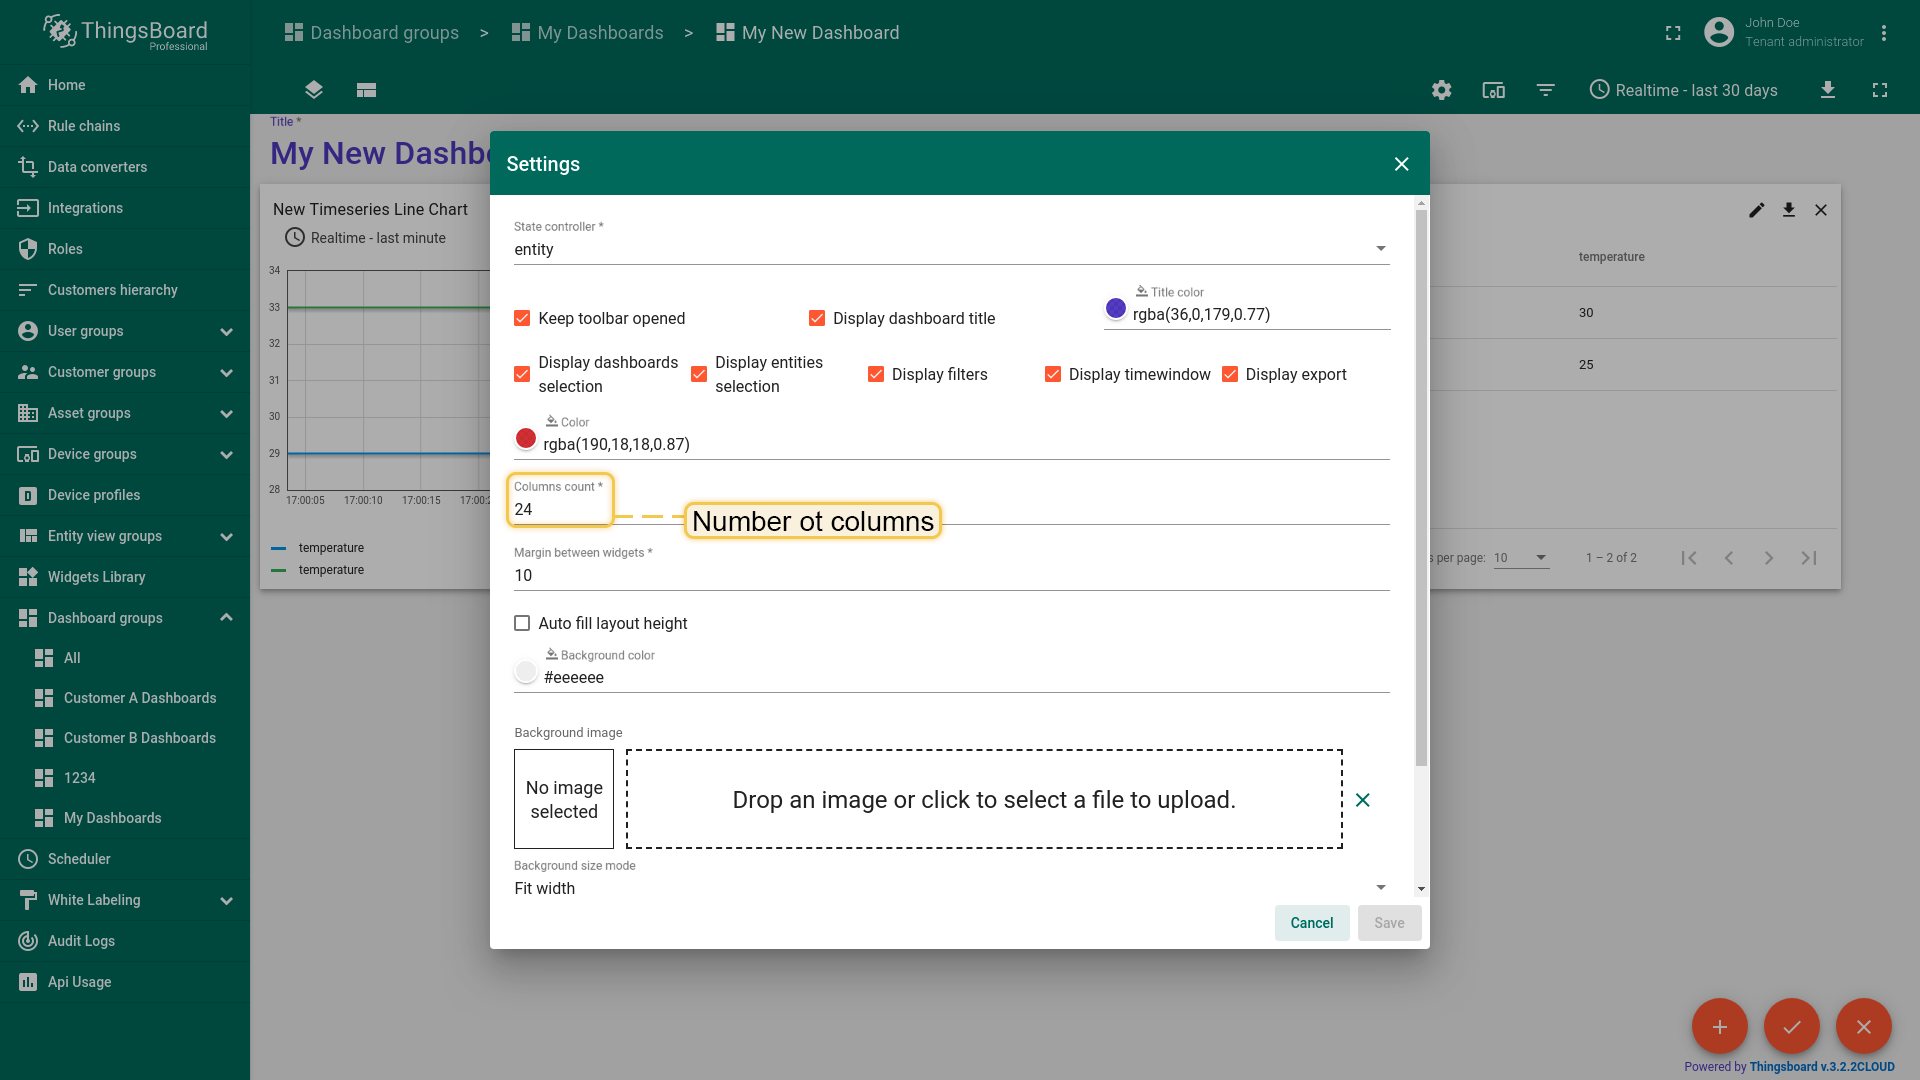 ThingsBoard
Professional
Dashboard groups > My Dashboards > My New Dashboard
John Doe
Tenant administrator
Realtime - last 30 days
Home
Rule chains
Data converters
Integrations
Roles
Customers hierarchy
User groups
Customer groups
Asset groups
Device groups
Device profiles
Entity view groups
Widgets Library
Dashboard groups
All
Customer A Dashboards
Customer B Dashboards
1234
My Dashboards
Scheduler
White Labeling
Audit Logs
Api Usage
Title *
My New Dashbo
New Timeseries Line Chart
Realtime - last minute
34
33
32
31
30
29
28
17:00:05 17:00:10 17:00:15 17:00:2
temperature
temperature
Settings
State controller *
entity
Keep toolbar opened
Display dashboard title
Title color
rgba(36,0,179,0.77)
Display dashboards
selection
Display entities
selection
Display filters
Display timewindow
Display export
Color
rgba(190,18,18,0.87)
Columns count *
24
Number ot columns
Margin between widgets *
10
Auto fill layout height
Background color
#eeeeee
Background image
No image
selected
Drop an image or click to select a file to upload.
Background size mode
Fit width
Cancel
Save
temperature
30
25
s per page: 10
1 – 2 of 2
Powered by Thingsboard v.3.2.2CLOUD